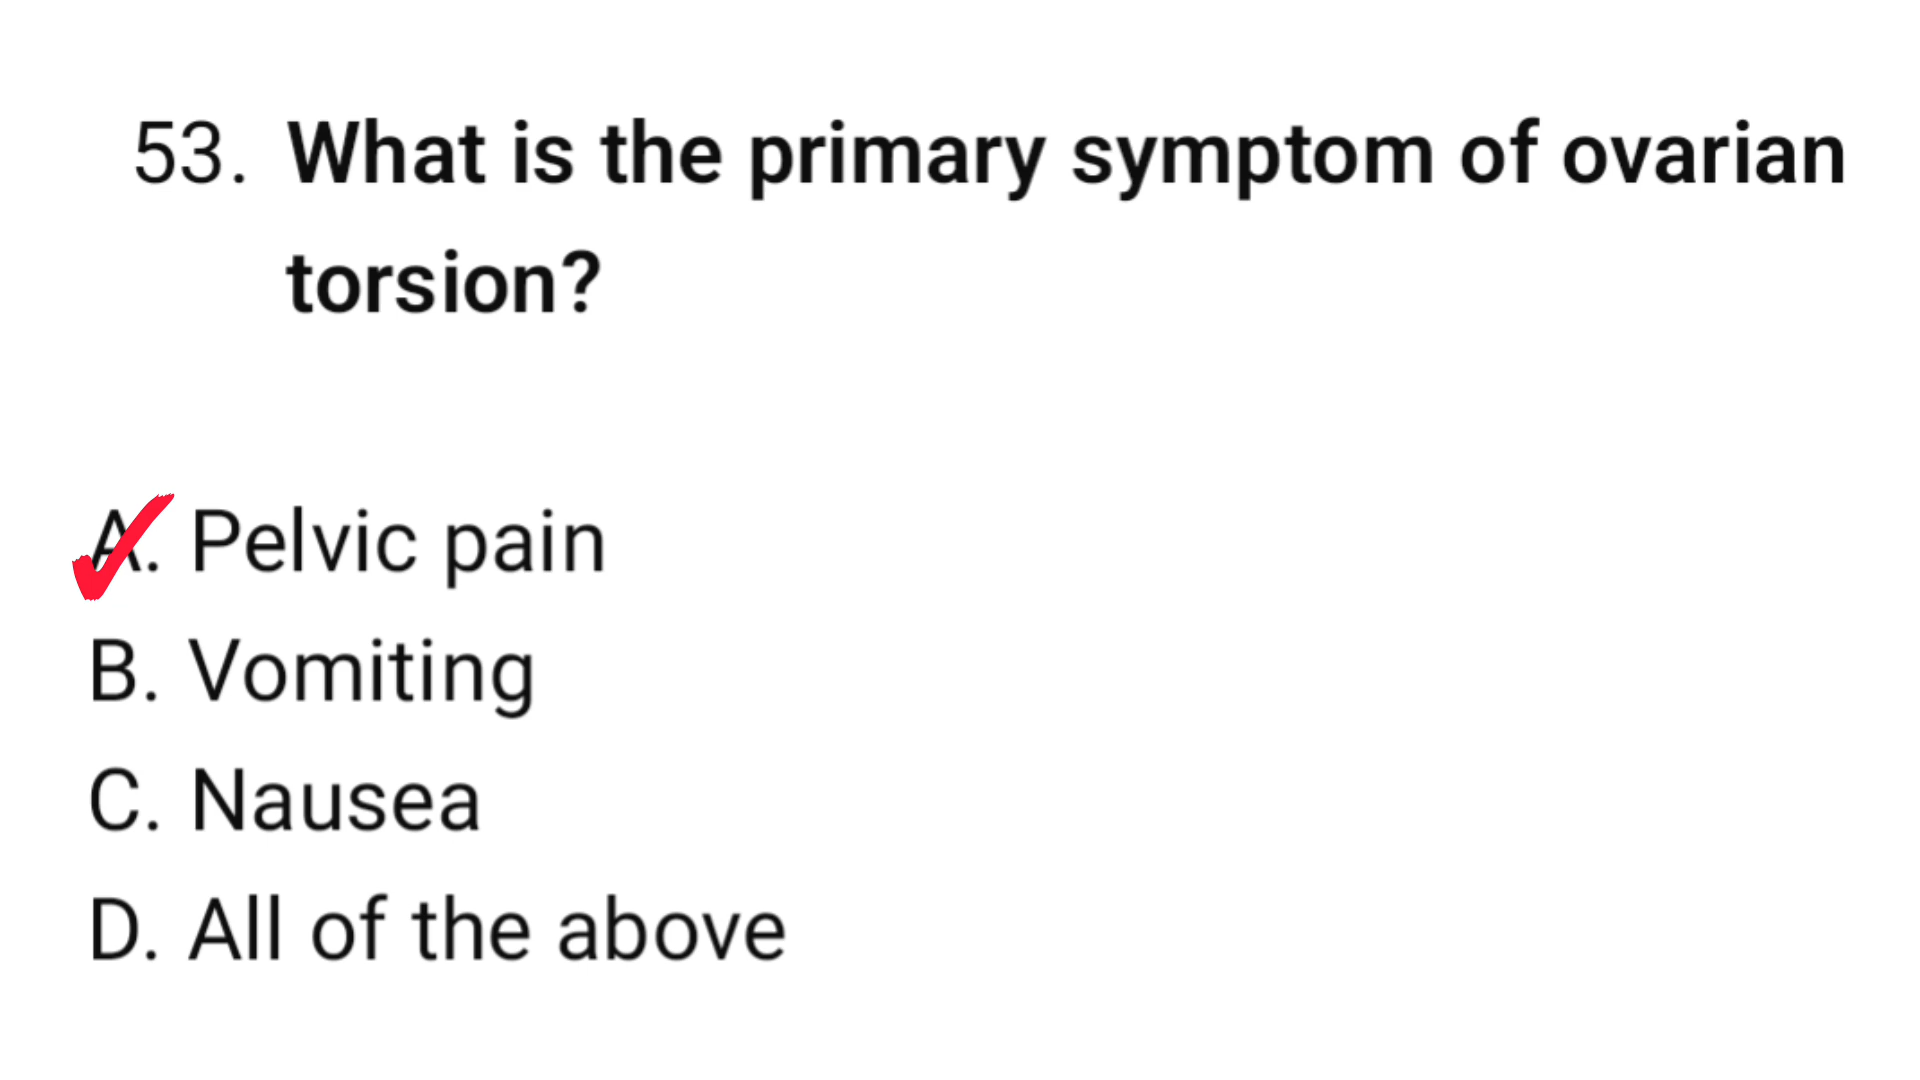 53. What is the primary symptom of ovarian
torsion?
A. Pelvic pain
B. Vomiting
C. Nausea
D. All of the above